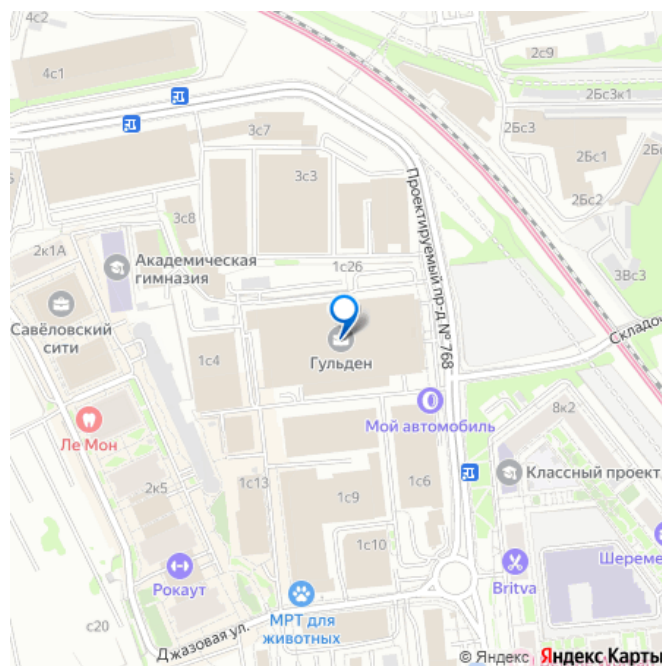 4с2
4с1
2с9
2Бс3к1
2Бс3
2Бс1
2Бс2
3с7
3с3
3с8
Проектируемый пр-д № 768
2к1А
Академическая
гимназия
1с26
3Вс3
Савёловский
сити
Складоч
1с4
Гульден
Мой автомобиль
8к2
Ле Мон
Классный проект
2к5
1с13
1с9
1с6
1с10
Рокаут
МРТ для
животных
Britva
Шереме
с20
Джазовая ул.
© Яндекс Яндекс Карты